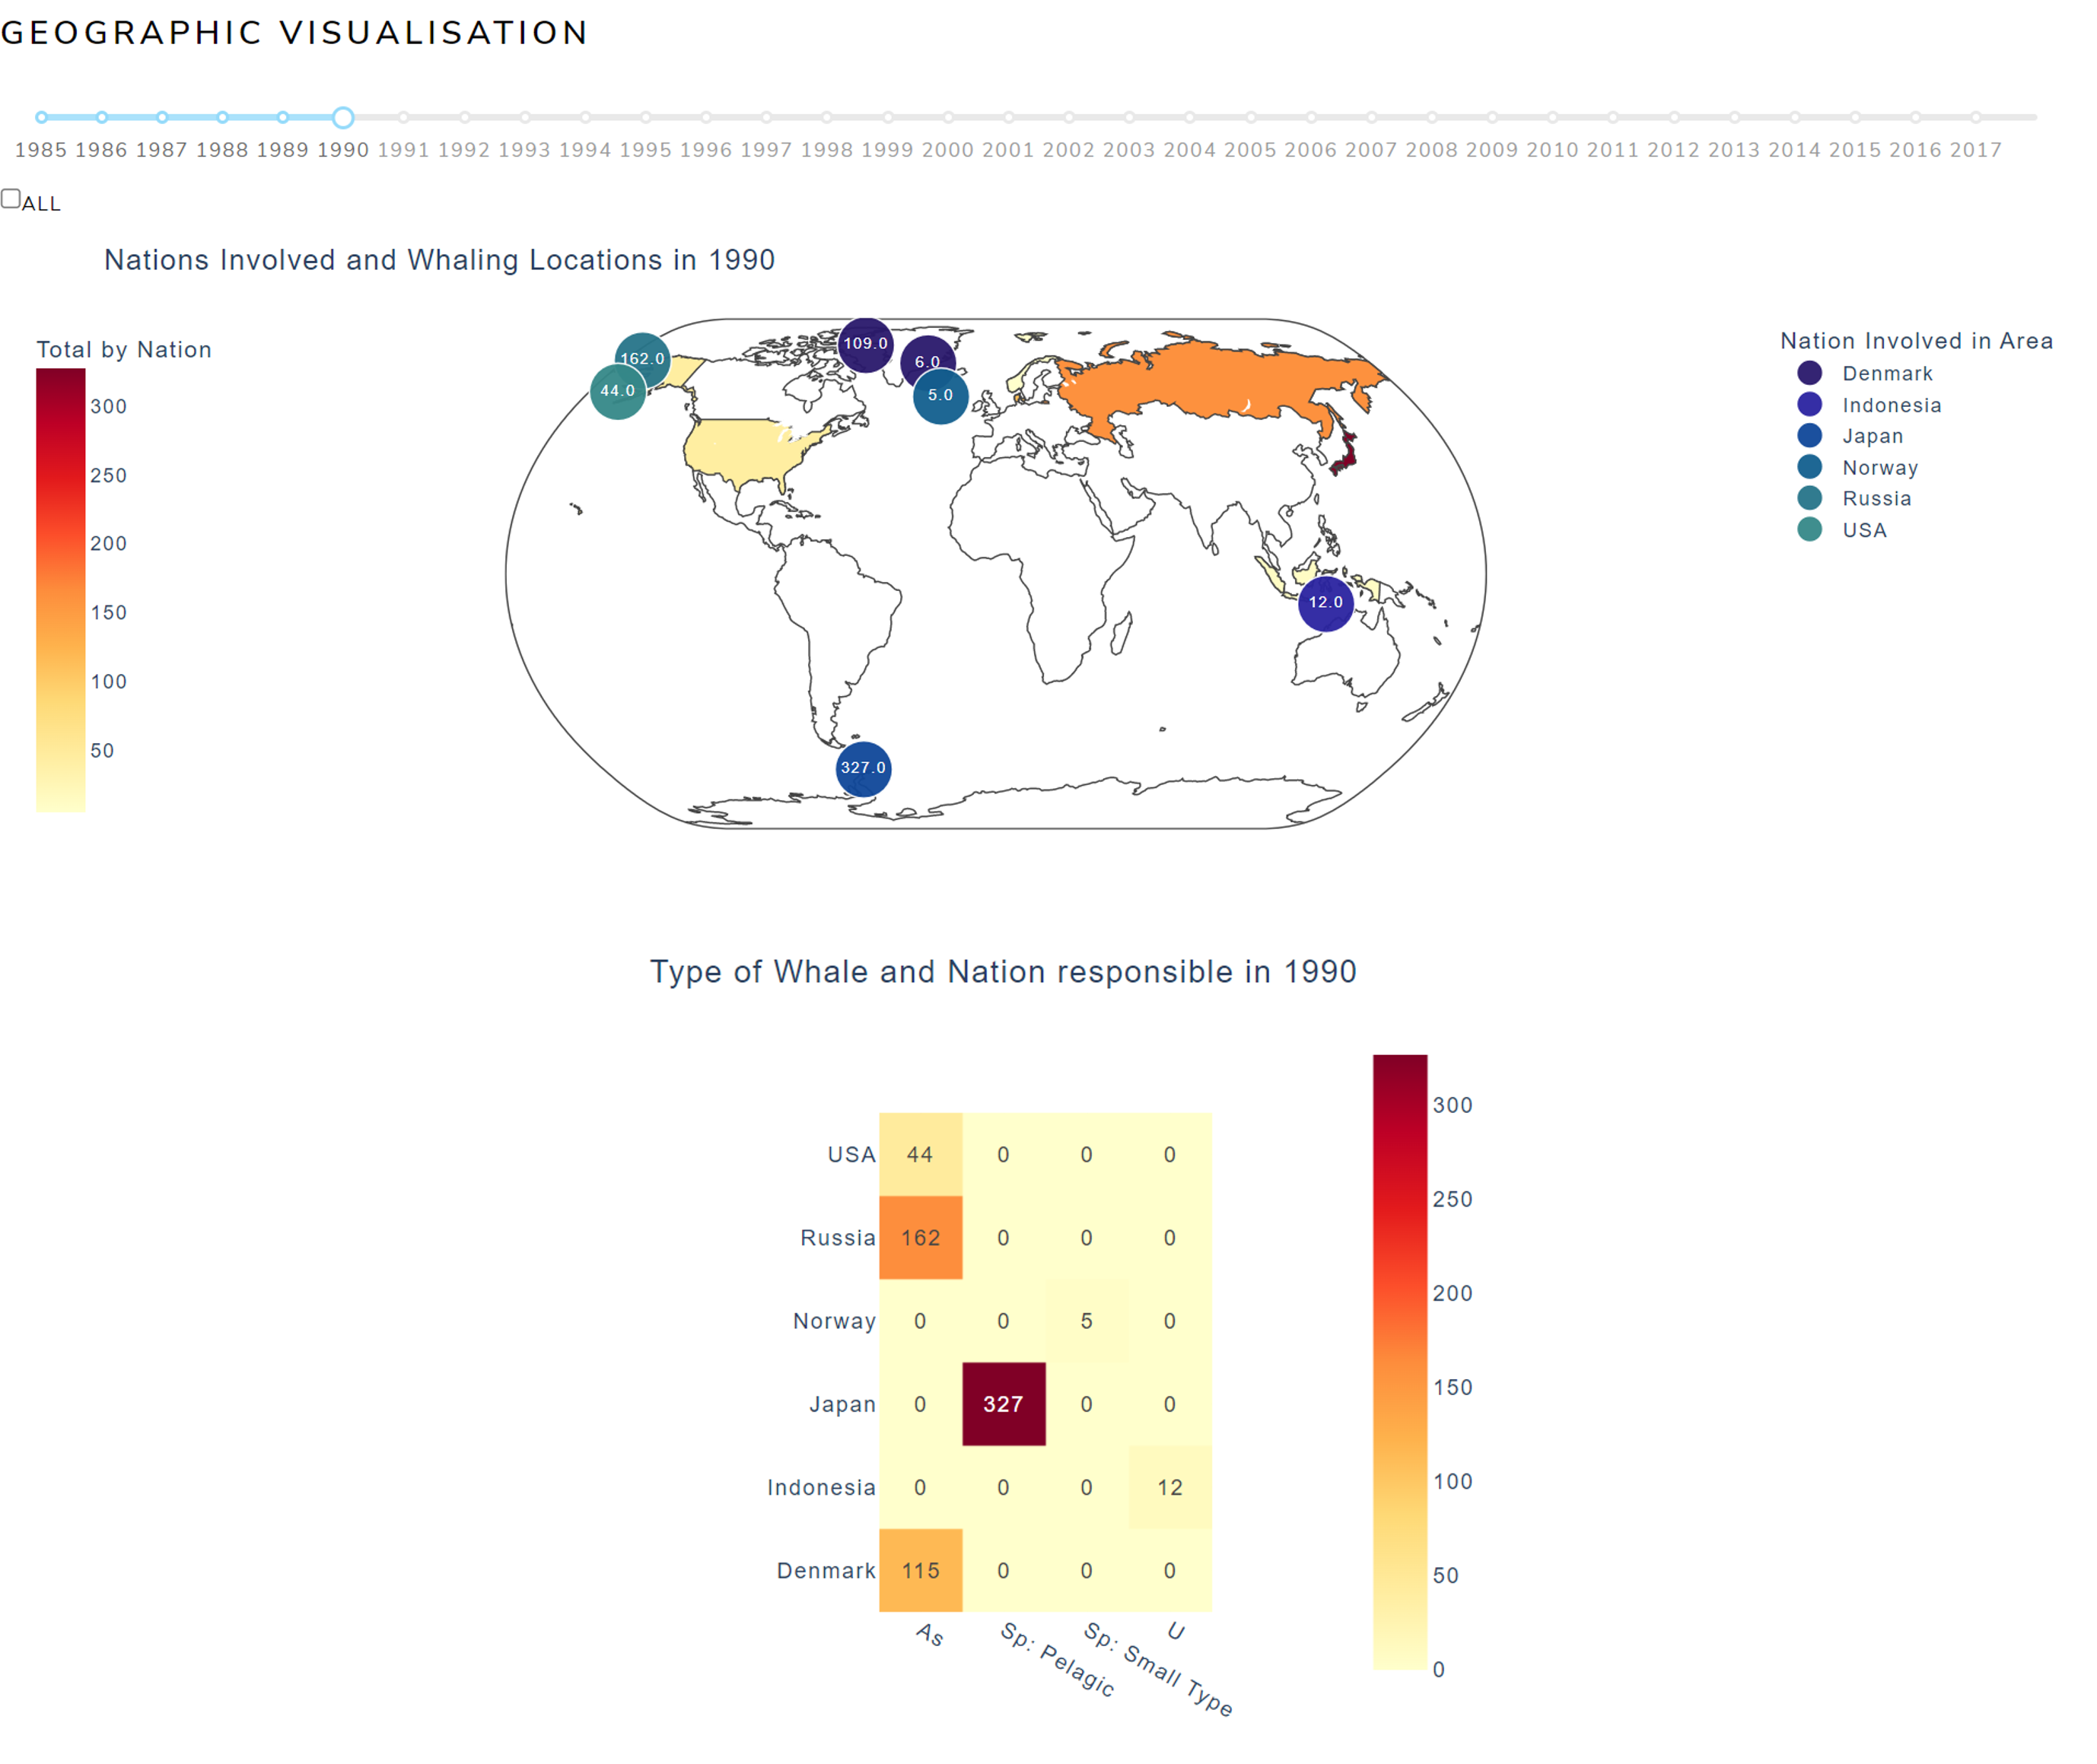 GEOGRAPHIC VISUALISATION
1985 1986 1987 1988 1989 1990 1991 1992 1993 1994 1995 1996 1997 1998 1999 2000 2001 2002 2003 2004 2005 2006 2007 2008 2009 2010 2011 2012 2013 2014 2015 2016 2017
ALL
Nations Involved and Whaling Locations in 1990
Total by Nation
300
250
200
150
100
50
162.0
44.0
109.0
6.0
5.0
12.0
327.0
Nation Involved in Area
Denmark
Indonesia
Japan
Norway
Russia
USA
Type of Whale and Nation responsible in 1990
USA 44 0 0 0
Russia 162 0 0 0
Norway 0 0 5 0
Japan 0 327 0 0
Indonesia 0 0 0 12
Denmark 115 0 0 0
As
Sp: Pelagic
Sp: Small Type
U
300
250
200
150
100
50
0